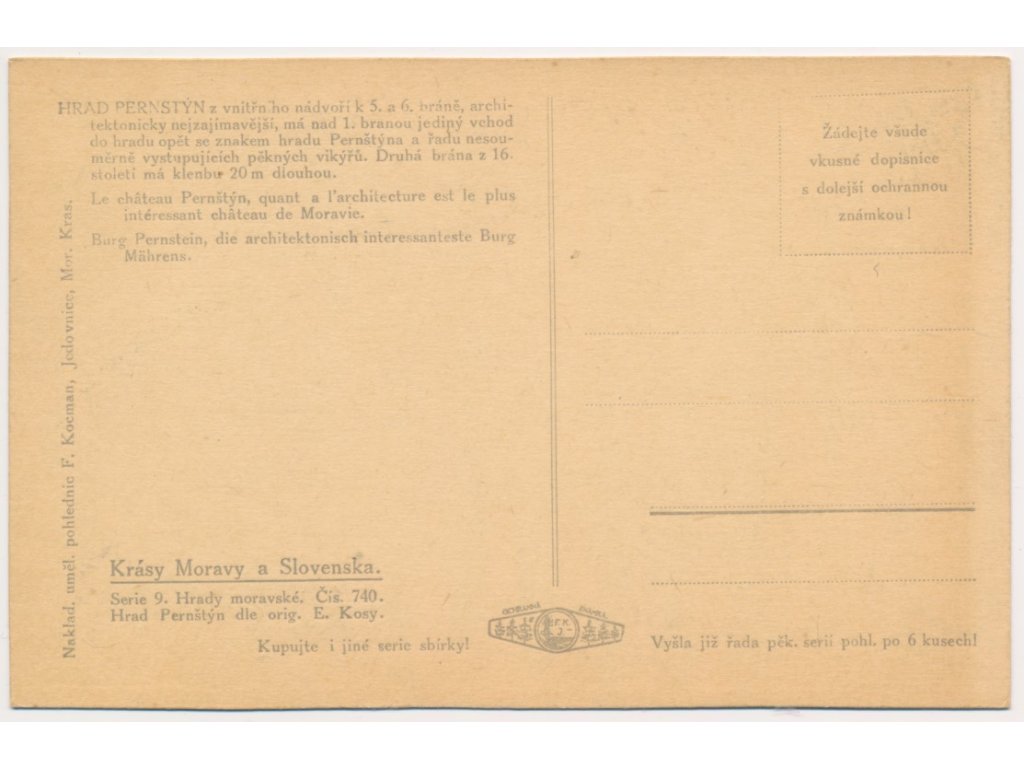 HRAD PERNSTÝN z vnitřního nádvoří k 5. a 6. bráně, archi-
tektonicky nejzajímavější, má nad 1. branou jediný vchod
do hradu opět se znakem hradu Pernštýna a řadu nesou-
měrně vystupujících pěkných vikýřů. Druhá brána z 16.
století má klenbu 20 m dlouhou.
Le château Pernštýn, quant a l'architecture est le plus
intéressant château de Moravie.
Burg Pernstein, die architektonisch interessanteste Burg
Mährens.
Naklad. uměl. pohlednic F. Kocman, Jedovnice, Mor. Kras.
Krásy Moravy a Slovenska.
Serie 9. Hrady moravské. Čís. 740.
Hrad Pernštýn dle orig. E. Kosy.
Kupujte i jiné serie sbírky!
OCHRANNÁ ZNÁMKA
F. K.
J.
Žádejte všude
vkusné dopisnice
s dolejší ochrannou
známkou!
Vyšla již řada pěk. serií pohl. po 6 kusech!